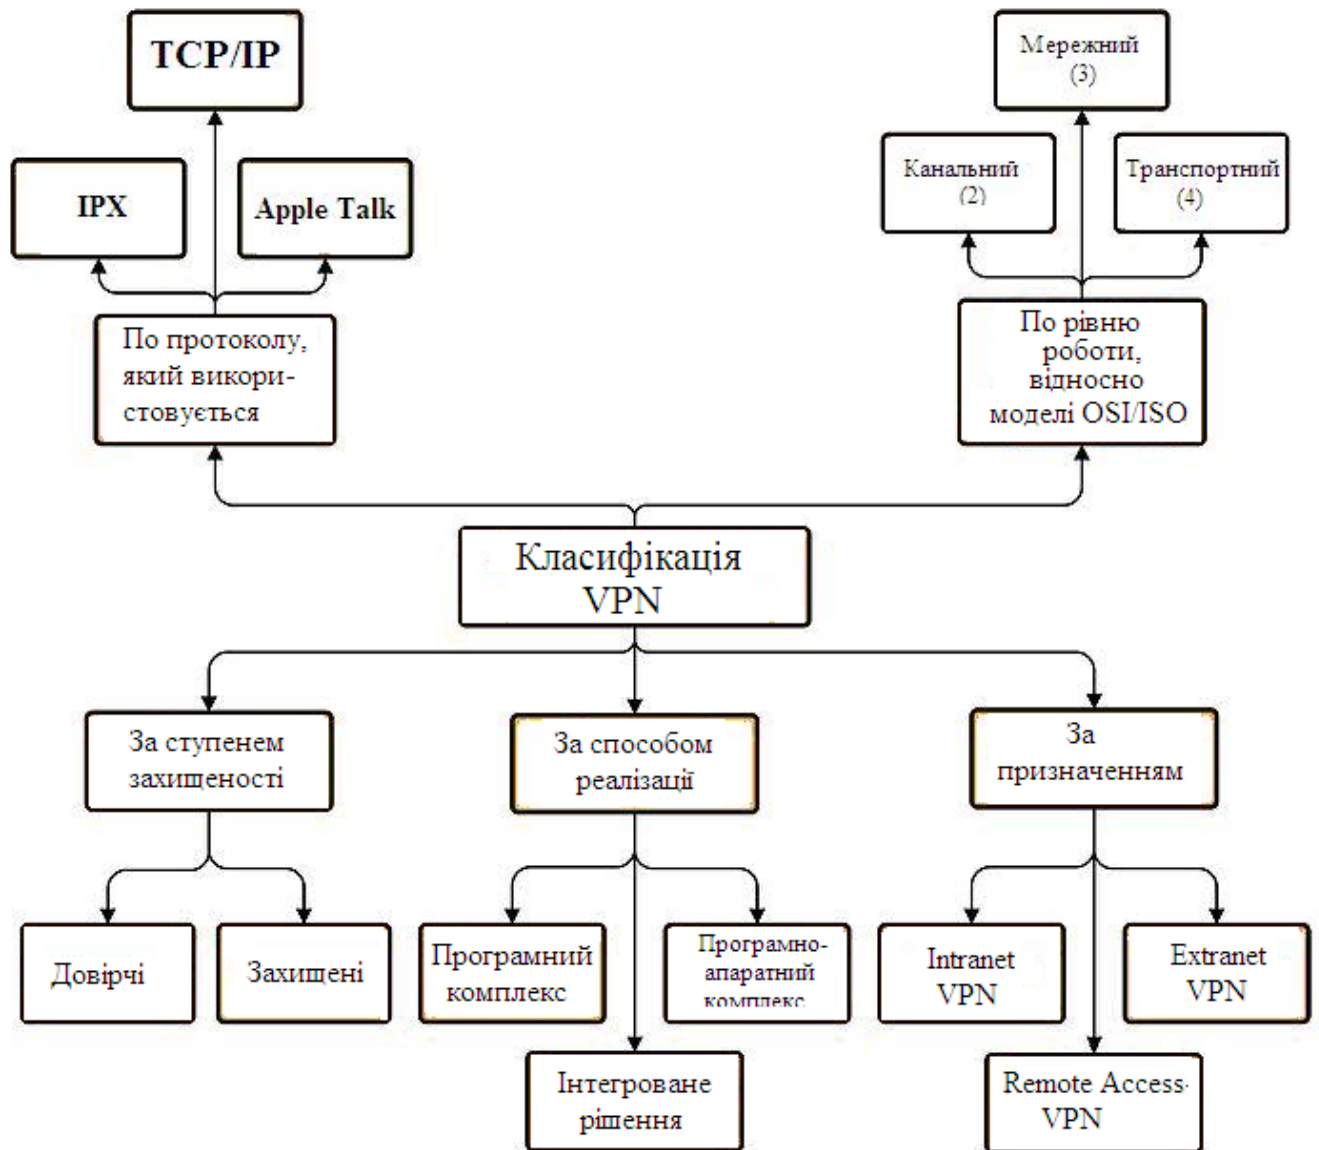 TCP/IP
Мережний
(3)
IPX
Apple Talk
Канальний
(2)
Транспортний
(4)
По протоколу,
який викори-
стовується
По рівню
роботи,
відносно
моделі OSI/ISO
Класифікація
VPN
За ступенем
захищеності
За способом
реалізації
За
призначенням
Довірчі
Захищені
Програмний
комплекс
Програмно-
апаратний
комплекс
Intranet
VPN
Extranet
VPN
Інтегроване
рішення
Remote Access-
VPN